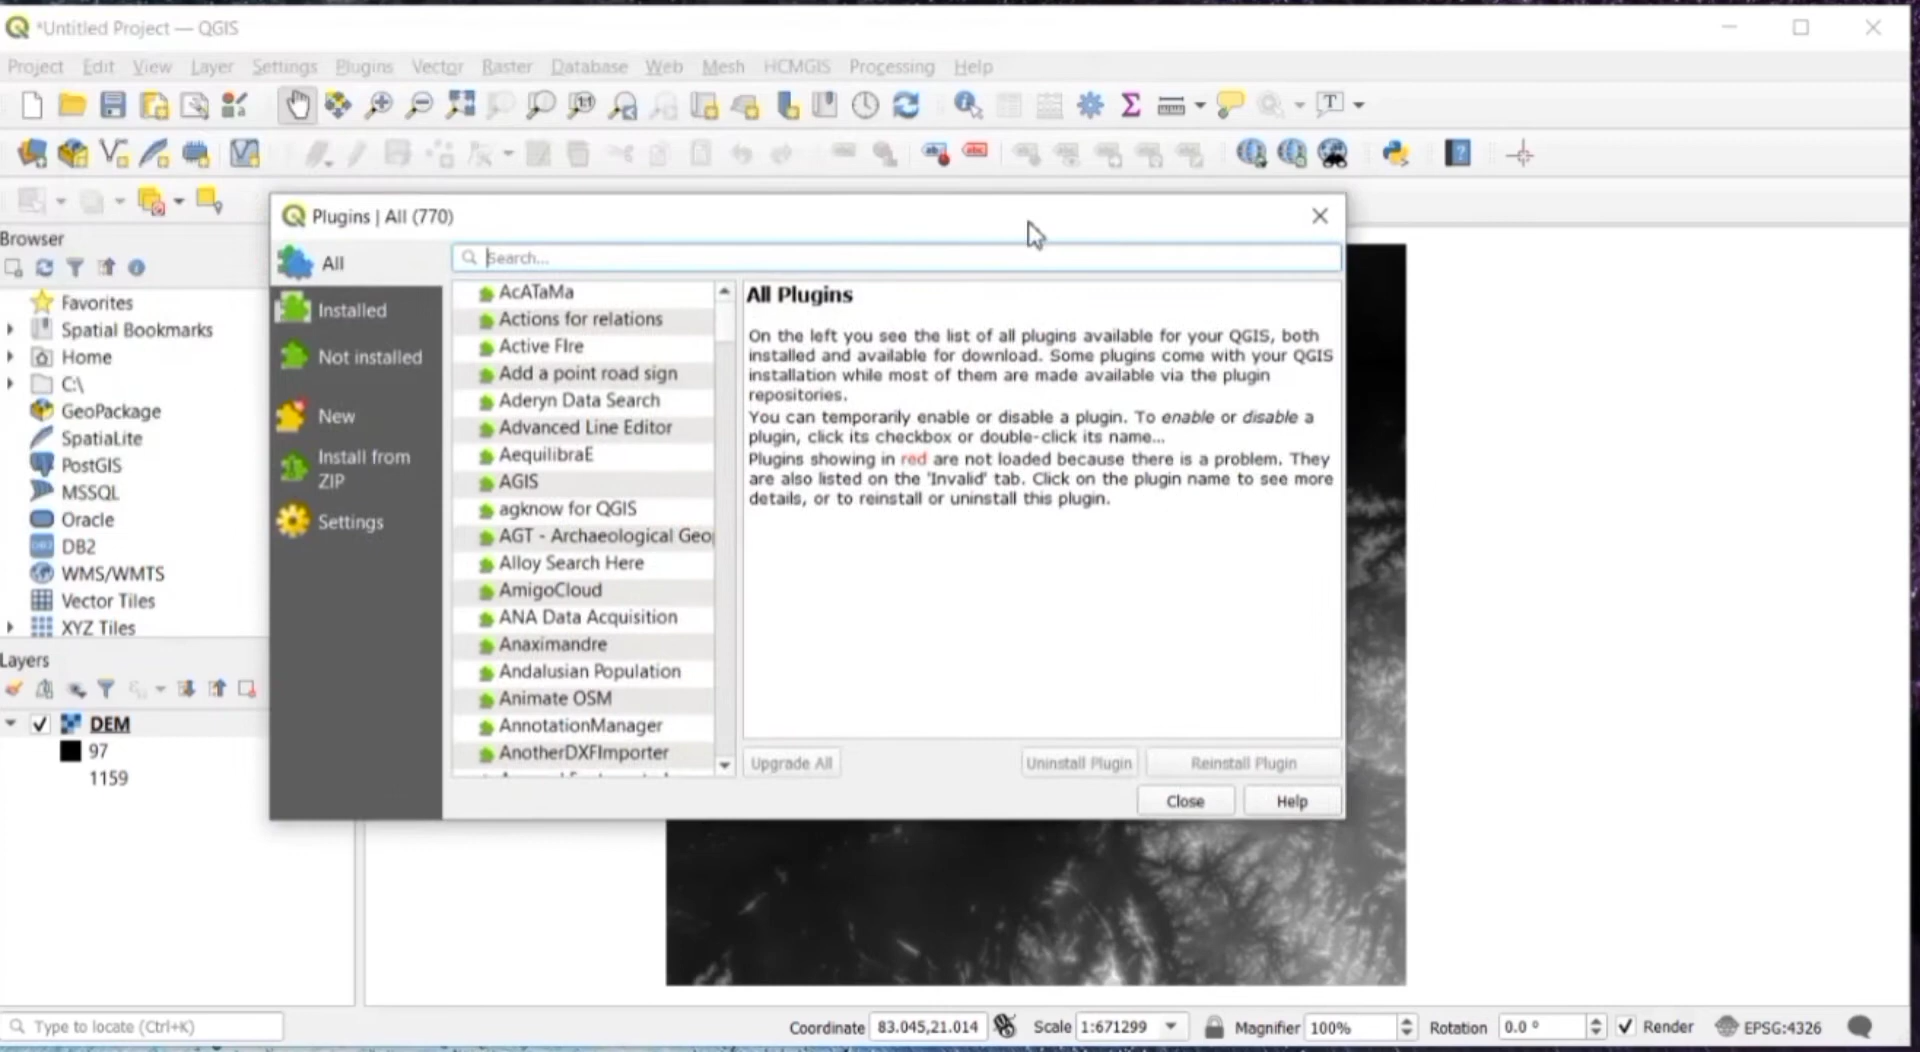 *Untitled Project — QGIS
Project Edit View Layer Settings Plugins Vector Raster Database Web Mesh HCMGIS Processing Help
Plugins | All (770)
Browser
All
Search...
Installed
Not installed
New
Install from
ZIP
Settings
AcATaMa
Actions for relations
Active FIre
Add a point road sign
Aderyn Data Search
Advanced Line Editor
AequilibraE
AGIS
agknow for QGIS
AGT - Archaeological Geo
Alloy Search Here
AmigoCloud
ANA Data Acquisition
Anaximandre
Andalusian Population
Animate OSM
AnnotationManager
AnotherDXFImporter
All Plugins
On the left you see the list of all plugins available for your QGIS, both
installed and available for download. Some plugins come with your QGIS
installation while most of them are made available via the plugin
repositories.
You can temporarily enable or disable a plugin. To enable or disable a
plugin, click its checkbox or double-click its name...
Plugins showing in red are not loaded because there is a problem. They
are also listed on the 'Invalid' tab. Click on the plugin name to see more
details, or to reinstall or uninstall this plugin.
Upgrade All Uninstall Plugin Reinstall Plugin
Close Help
Favorites
Spatial Bookmarks
Home
C:\
GeoPackage
SpatiaLite
PostGIS
MSSQL
Oracle
DB2
WMS/WMTS
Vector Tiles
XYZ Tiles
Layers
DEM
97
1159
Type to locate (Ctrl+K)
Coordinate 83.045,21.014 Scale 1:671299 Magnifier 100% Rotation 0.0 ° Render EPSG:4326